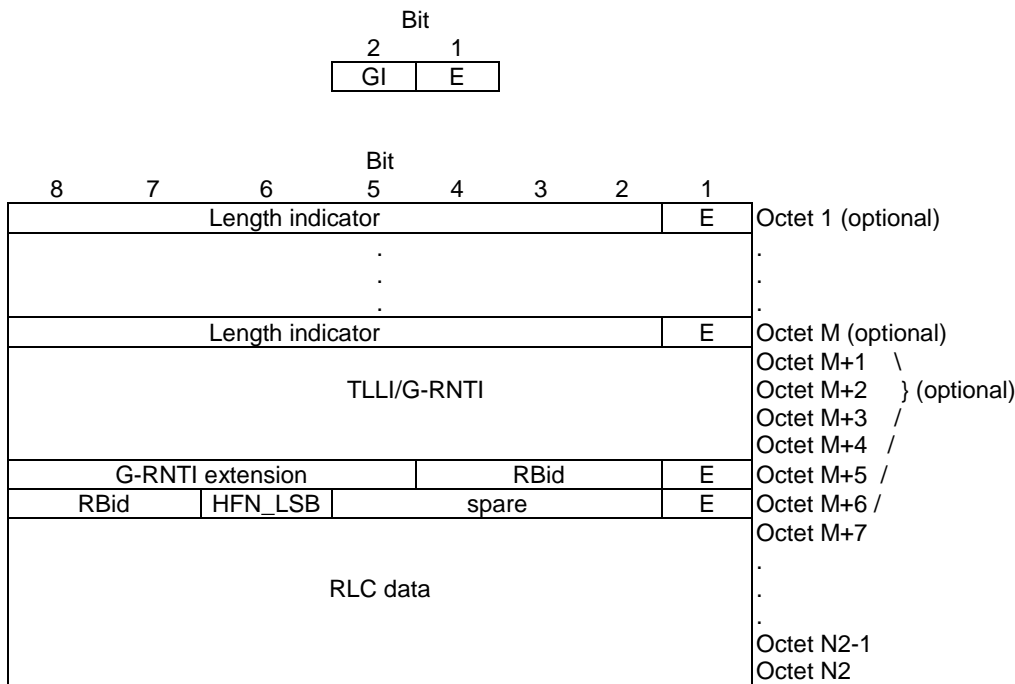 Bit
2 1
GI E
Bit
8 7 6 5 4 3 2 1
Length indicator E Octet 1 (optional)
. .
. .
. .
Length indicator E Octet M (optional)
Octet M+1 \
TLLI/G-RNTI Octet M+2 } (optional)
Octet M+3 /
Octet M+4 /
G-RNTI extension RBid E Octet M+5 /
RBid HFN_LSB spare E Octet M+6 /
Octet M+7
.
RLC data .
.
Octet N2-1
Octet N2